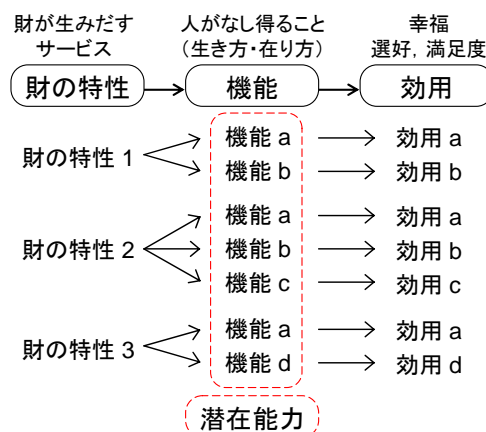 財が生みだす
サービス
人がなし得ること
（生き方・在り方）
幸福
選好，満足度
財の特性
機能
効用
財の特性 1
機能 a
効用 a
機能 b
効用 b
財の特性 2
機能 a
効用 a
機能 b
効用 b
機能 c
効用 c
財の特性 3
機能 a
効用 a
機能 d
効用 d
潜在能力